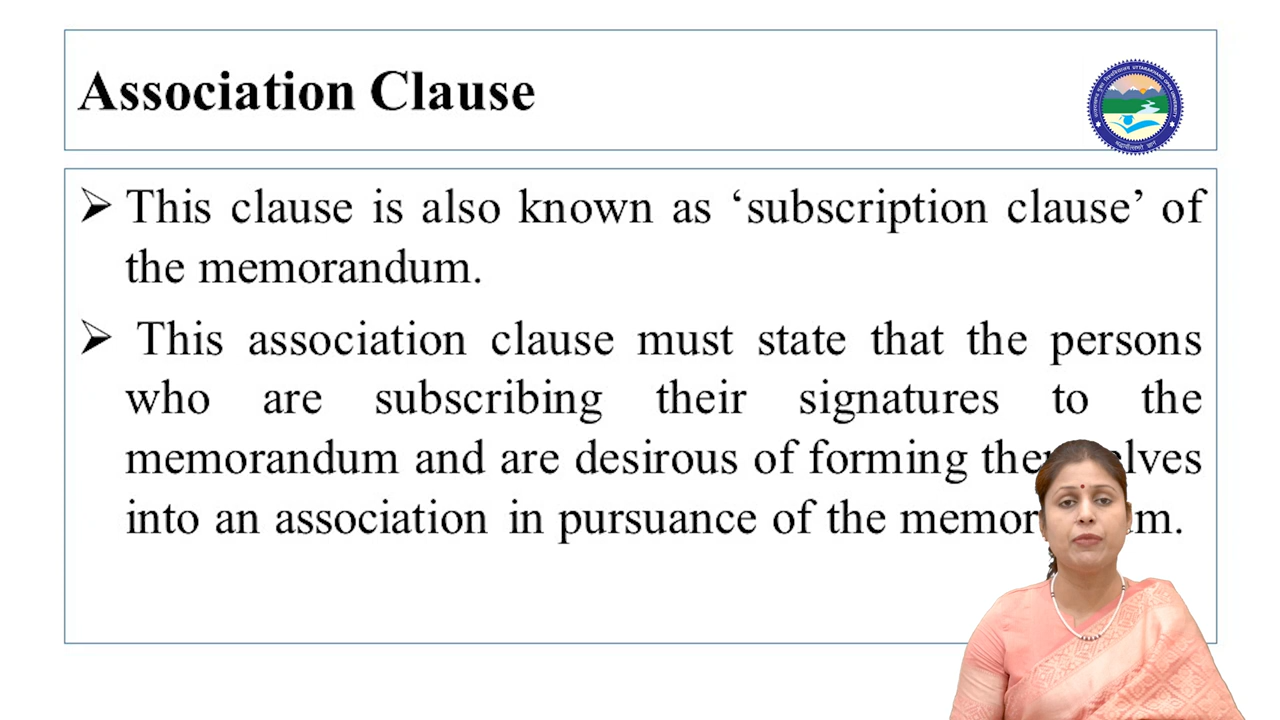 Association Clause
➢ This clause is also known as ‘subscription clause’ of
the memorandum.
➢ This association clause must state that the persons
who are subscribing their signatures to the
memorandum and are desirous of forming
into an association in pursuance of the